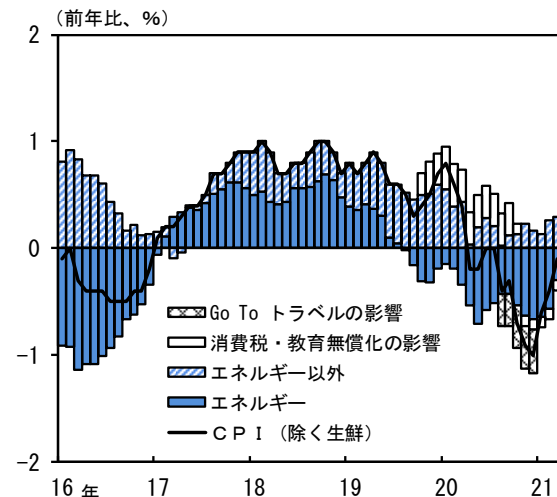 (前年比、%)
2
1
0
-1
-2
Go To トラベルの影響
消費税・教育無償化の影響
エネルギー以外
エネルギー
CPI(除く生鮮)
16年 17 18 19 20 21